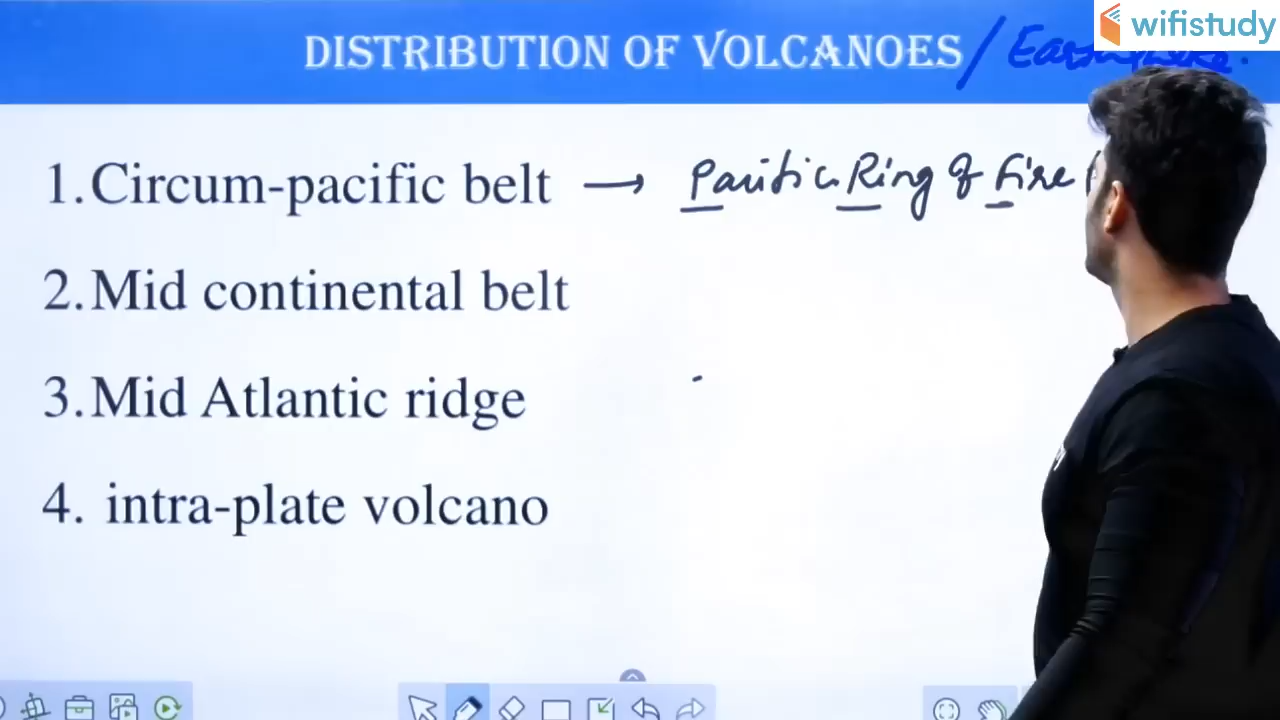 wifistudy
DISTRIBUTION OF VOLCANOES / Earthquake.
1. Circum-pacific belt → Pacific Ring of Fire
2. Mid continental belt
3. Mid Atlantic ridge
4. intra-plate volcano